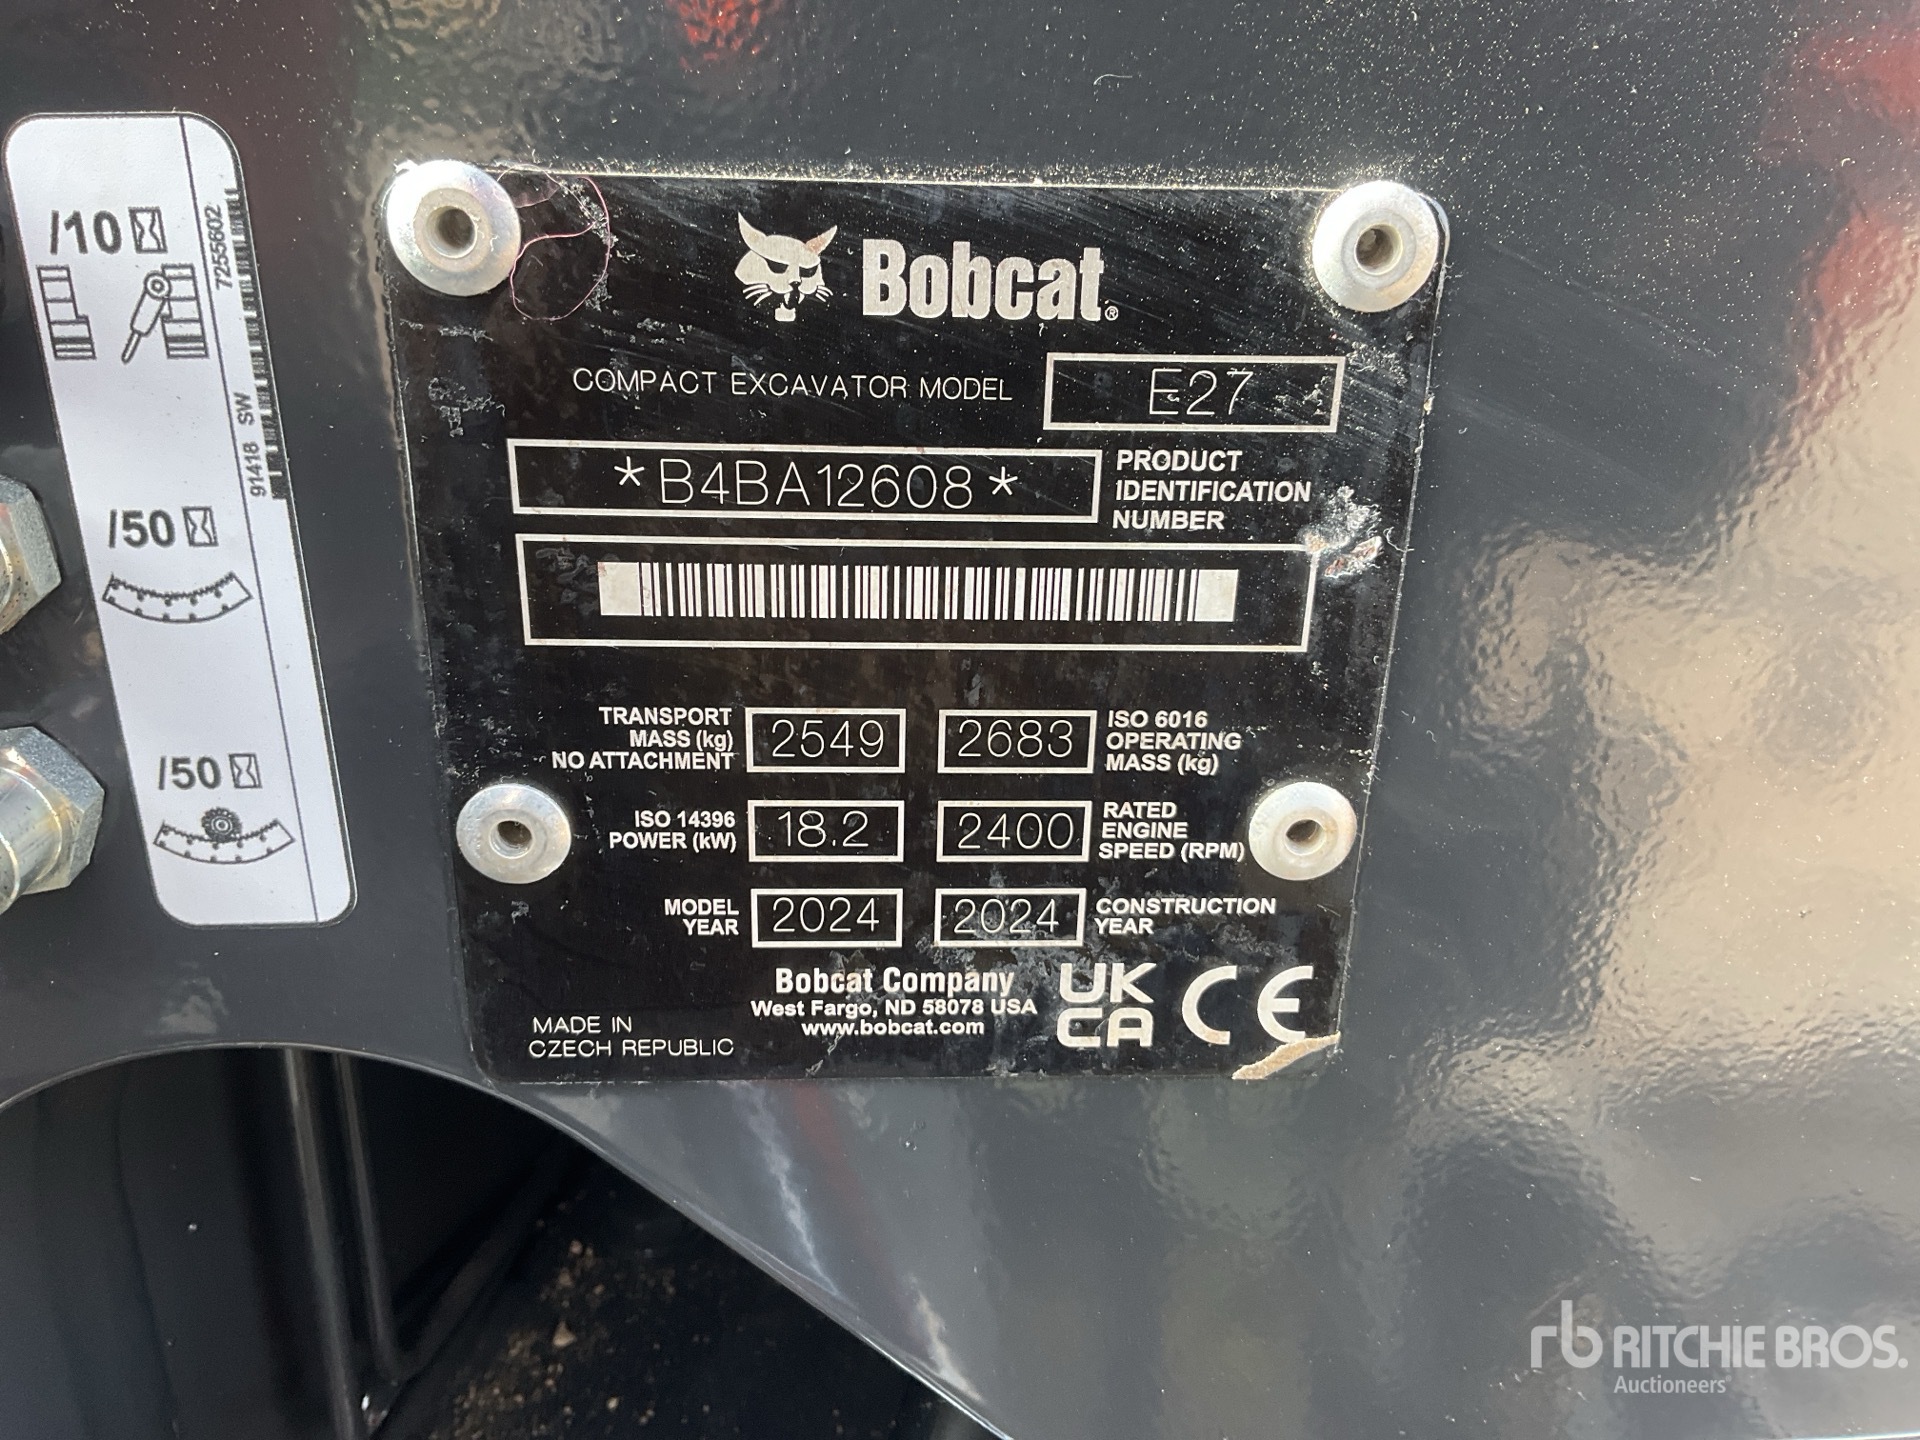 /10
7255602
91418 SW
/50
/50
Bobcat®
COMPACT EXCAVATOR MODEL E27
*B4BA12608*
PRODUCT
IDENTIFICATION
NUMBER
TRANSPORT
MASS (kg)
NO ATTACHMENT
2549
2683
ISO 6016
OPERATING
MASS (kg)
ISO 14396
POWER (kW)
18.2
2400
RATED
ENGINE
SPEED (RPM)
MODEL
YEAR
2024
2024
CONSTRUCTION
YEAR
Bobcat Company
West Fargo, ND 58078 USA
www.bobcat.com
MADE IN
CZECH REPUBLIC
UK
CA
CE
rb RITCHIE BROS.
Auctioneers